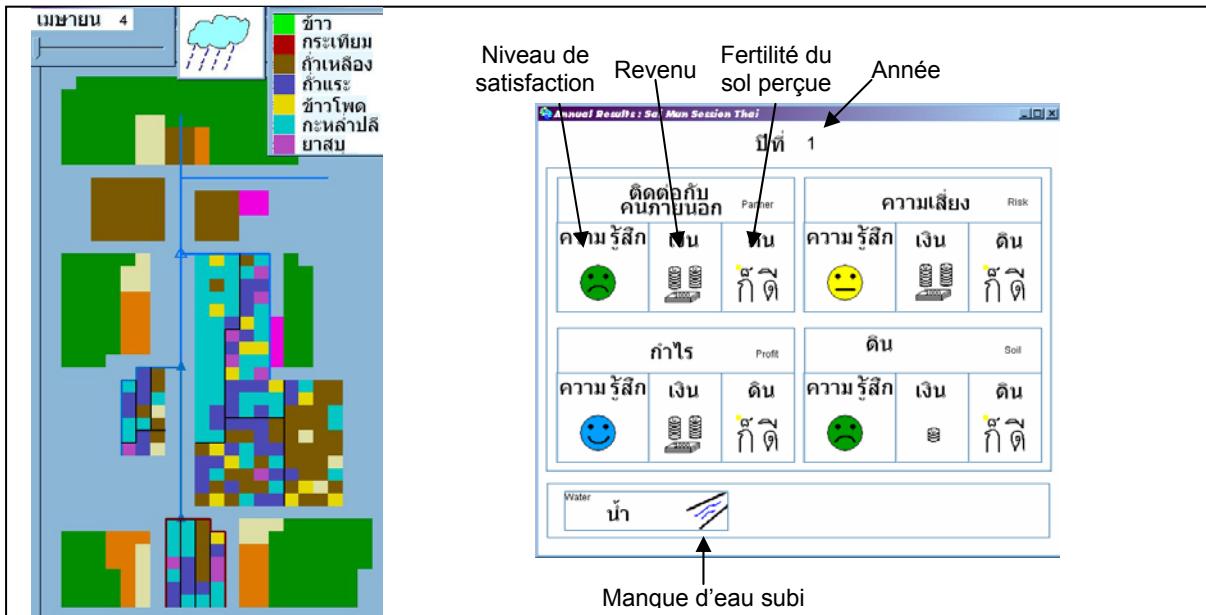 เมษายน 4
ข้าว
กระเทียม
ถั่วเหลือง
ถั่วแระ
ข้าวโพด
กะหล่ำปลี
ยาสูบ
Niveau de
satisfaction
Revenu
Fertilité du
sol perçue
Année
Annual Results : Sai Mun Session Thai
ปีที่ 1
ติดต่อกับ
คนภายนอก Partner
ความรู้สึก เงิน ดิน
ก็ดี
ความเสี่ยง Risk
ความรู้สึก เงิน ดิน
ก็ดี
กำไร Profit
ความรู้สึก เงิน ดิน
ก็ดี
ดิน Soil
ความรู้สึก เงิน ดิน
ก็ดี
Water
น้ำ
Manque d'eau subi